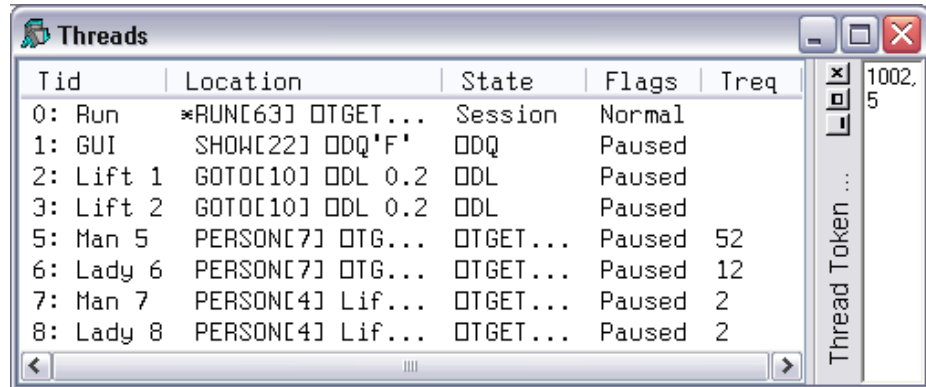 Threads
Tid Location State Flags Treq
0: Run *RUN[63] ⎕TGET... Session Normal
1: GUI SHOW[22] ⎕DQ'F' ⎕DQ Paused
2: Lift 1 GOTO[10] ⎕DL 0.2 ⎕DL Paused
3: Lift 2 GOTO[10] ⎕DL 0.2 ⎕DL Paused
5: Man 5 PERSON[7] ⎕TG... ⎕TGET... Paused 52
6: Lady 6 PERSON[7] ⎕TG... ⎕TGET... Paused 12
7: Man 7 PERSON[4] Lif... ⎕TGET... Paused 2
8: Lady 8 PERSON[4] Lif... ⎕TGET... Paused 2
Thread Token ...
1002,
5